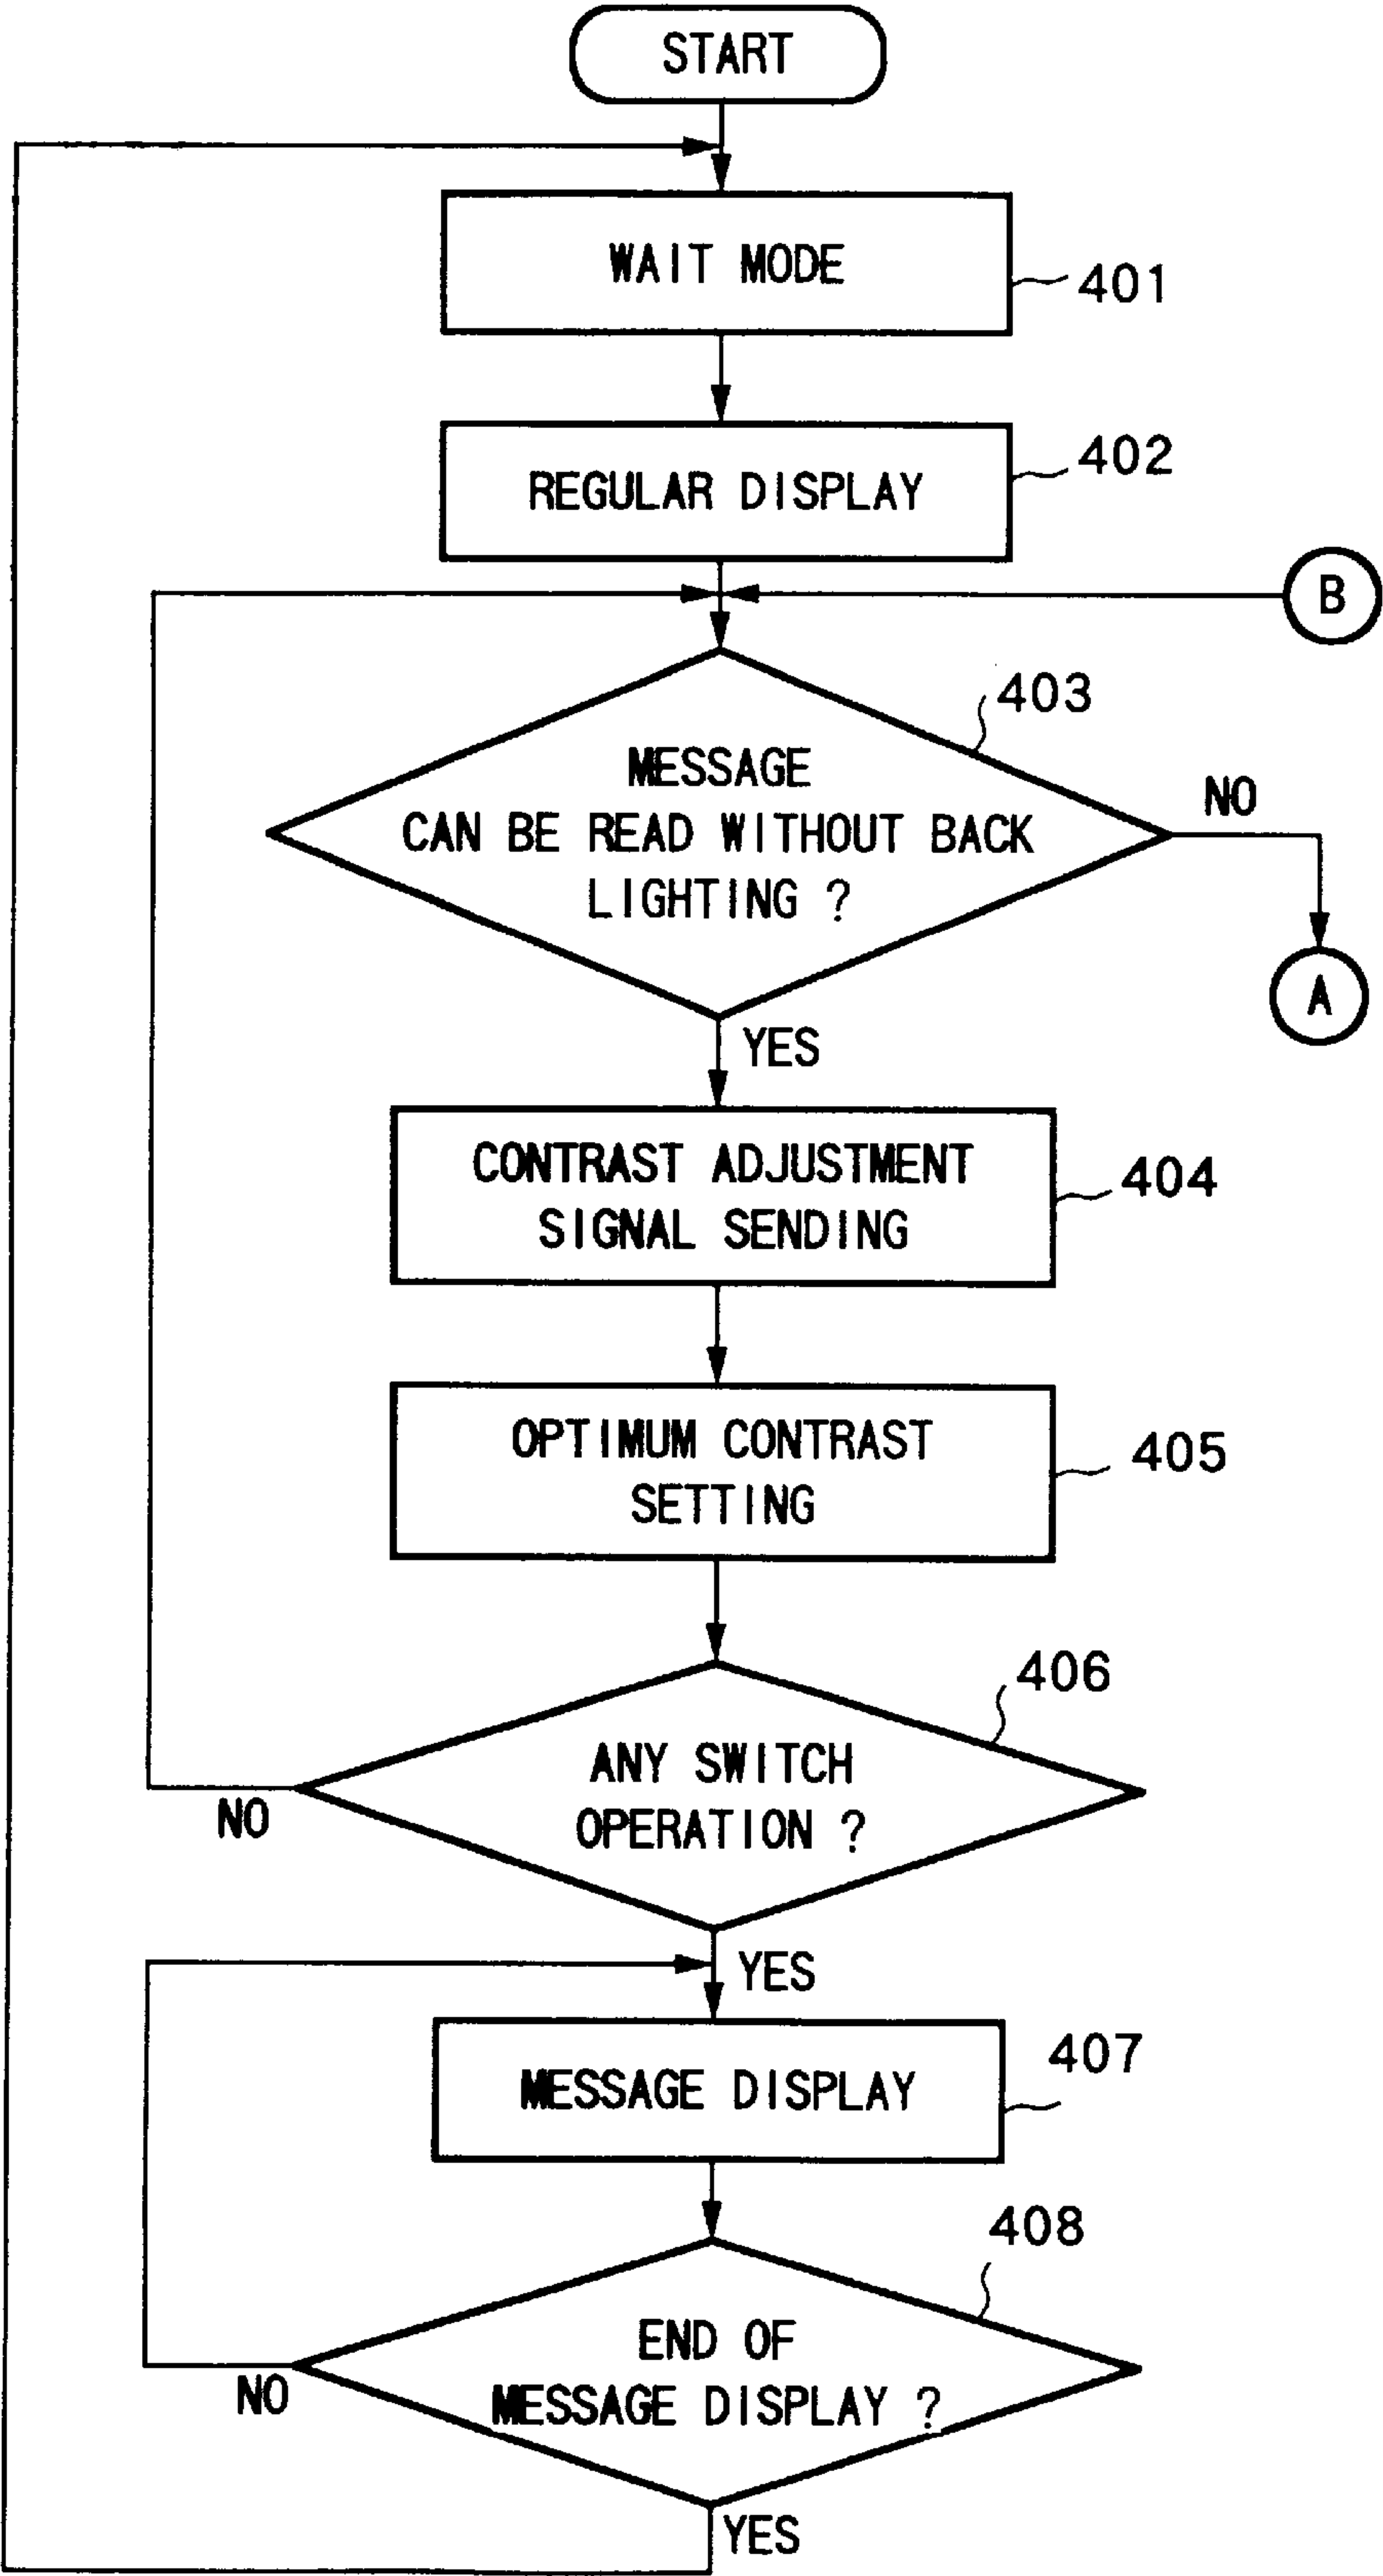 START
WAIT MODE
401
REGULAR DISPLAY
402
B
403
MESSAGE
CAN BE READ WITHOUT BACK
LIGHTING ?
NO
A
YES
CONTRAST ADJUSTMENT
SIGNAL SENDING
404
OPTIMUM CONTRAST
SETTING
405
406
ANY SWITCH
OPERATION ?
NO
YES
MESSAGE DISPLAY
407
408
END OF
MESSAGE DISPLAY ?
NO
YES